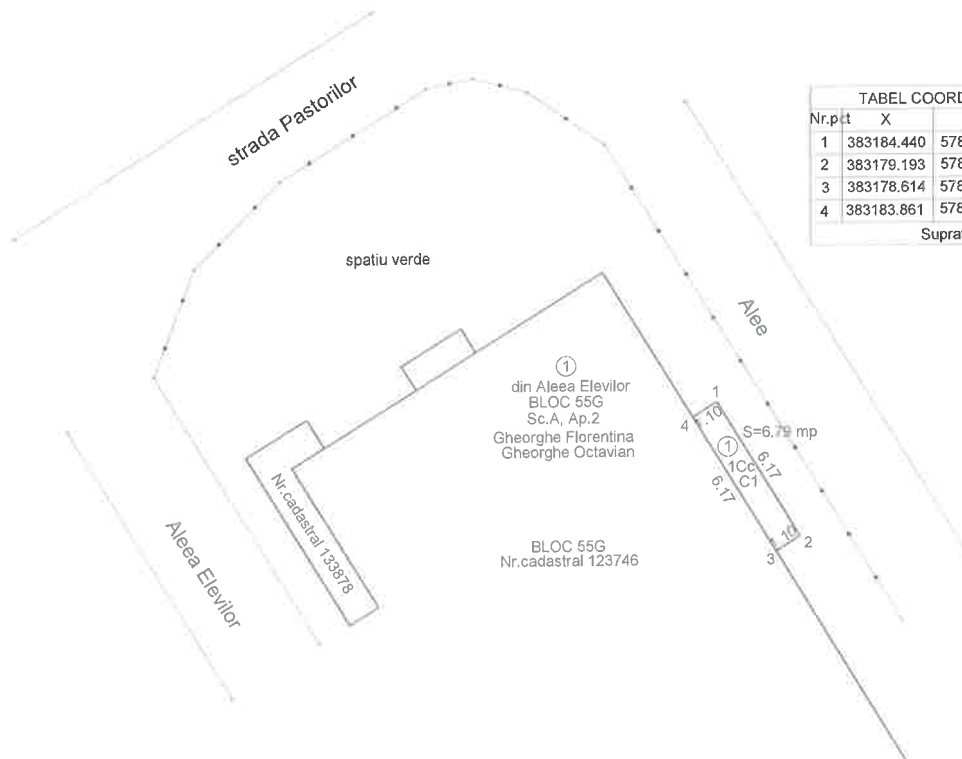 strada Pastorilor
TABEL COORD
Nr.pct X
1 383184.440 578
2 383179.193 578
3 383178.614 578
4 383183.861 578
Supra
spatiu verde
Alee
1
din Aleea Elevilor
BLOC 55G
Sc.A, Ap.2
Gheorghe Florentina
Gheorghe Octavian
1
.10
4
S=6.79 mp
1
1Cc
C1
6.17
6.17
.10
2
3
Nr.cadastral 133878
BLOC 55G
Nr.cadastral 123746
Aleea Elevilor